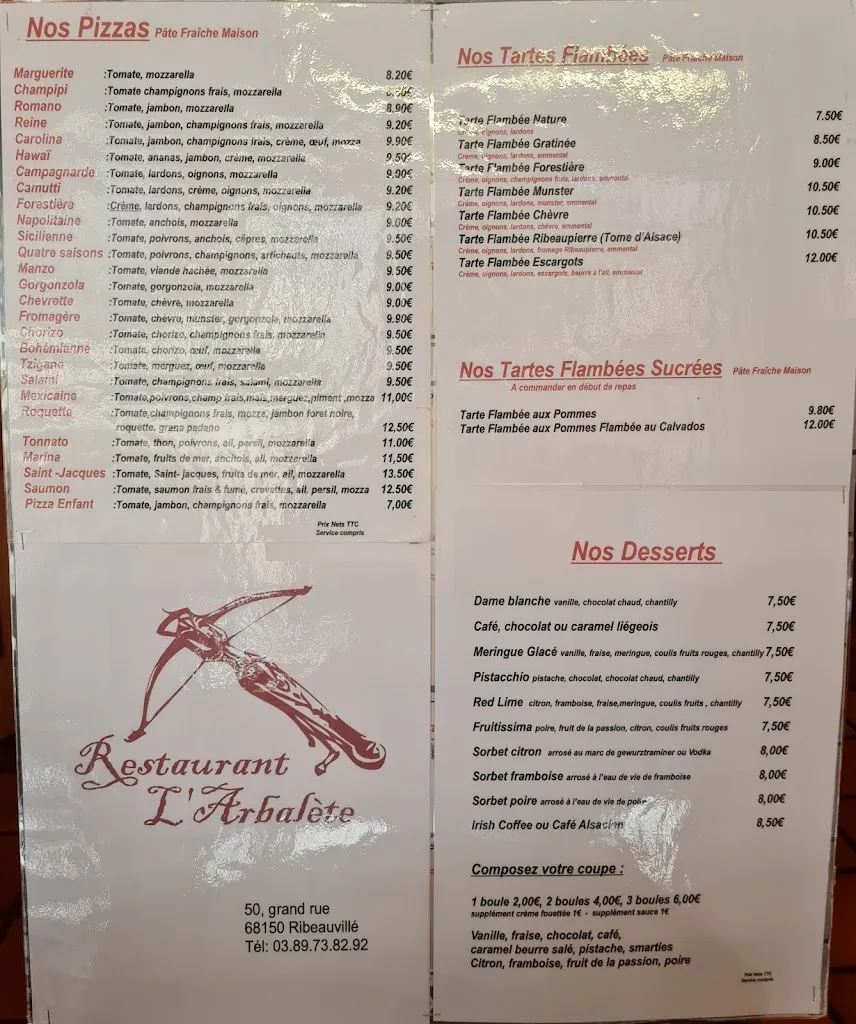 Nos Pizzas Pâte Fraîche Maison
Marguerite :Tomate, mozzarella 8.20€
Champipi :Tomate champignons frais, mozzarella
Romano :Tomate, jambon, mozzarella 8.90€
Reine :Tomate, jambon, champignons frais, mozzarella 9.20€
Carolina :Tomate, jambon, champignons frais, crème, œuf, mozza 9.90€
Hawaï :Tomate, ananas, jambon, crème, mozzarella 9.50€
Campagnarde :Tomate, lardons, oignons, mozzarella 9.00€
Camutti :Tomate, lardons, crème, oignons, mozzarella 9.20€
Forestière :Crème, lardons, champignons frais, oignons, mozzarella 9.20€
Napolitaine :Tomate, anchois, mozzarella 9.00€
Sicilienne :Tomate, poivrons, anchois, câpres, mozzarella 9.50€
Quatre saisons :Tomate, poivrons, champignons, artichauts, mozzarella 9.50€
Manzo :Tomate, viande hachée, mozzarella 9.50€
Gorgonzola :Tomate, gorgonzola, mozzarella 9.00€
Chevrette :Tomate, chèvre, mozzarella 9.00€
Fromagère :Tomate, chèvre, munster, gorgonzola, mozzarella 9.90€
Chorizo :Tomate, chorizo, champignons frais, mozzarella 9.50€
Bohémienne :Tomate, chorizo, œuf, mozzarella 9.50€
Tzigane :Tomate, merguez, œuf, mozzarella 9.50€
Salami :Tomate, champignons frais, salami, mozzarella 9.50€
Mexicaine :Tomate,poivrons,champ frais,maïs,merguez,piment ,mozza 11,00€
Roquette :Tomate,champignons frais, mozza, jambon foret noire,
roquette, grana padano 12,50€
Tonnato :Tomate, thon, poivrons, ail, persil, mozzarella 11.00€
Marina :Tomate, fruits de mer, anchois, ail, mozzarella 11,50€
Saint -Jacques :Tomate, Saint- jacques, fruits de mer, ail, mozzarella 13.50€
Saumon :Tomate, saumon frais & fumé, crevettes, ail, persil, mozza 12.50€
Pizza Enfant :Tomate, jambon, champignons frais, mozzarella 7,00€
Prix Nets TTC
Service compris
Restaurant
L'Arbalète
50, grand rue
68150 Ribeauvillé
Tél: 03.89.73.82.92
Nos Tartes Flambées Pâte Fraîche Maison
Tarte Flambée Nature 7.50€
Crème, oignons, lardons
Tarte Flambée Gratinée 8.50€
Crème, oignons, lardons, emmental
Tarte Flambée Forestière 9.00€
Crème, oignons, champignons frais, lardons, emmental
Tarte Flambée Munster 10.50€
Crème, oignons, lardons, munster, emmental
Tarte Flambée Chèvre 10.50€
Crème, oignons, lardons, chèvre, emmental
Tarte Flambée Ribeaupierre (Tome d'Alsace) 10.50€
Crème, oignons, lardons, fromage Ribeaupierre, emmental
Tarte Flambée Escargots 12.00€
Crème, oignons, lardons, escargots, beurre à l'ail, emmental
Nos Tartes Flambées Sucrées Pâte Fraîche Maison
A commander en début de repas
Tarte Flambée aux Pommes 9.80€
Tarte Flambée aux Pommes Flambée au Calvados 12.00€
Nos Desserts
Dame blanche vanille, chocolat chaud, chantilly 7,50€
Café, chocolat ou caramel liégeois 7,50€
Meringue Glacé vanille, fraise, meringue, coulis fruits rouges, chantilly 7,50€
Pistacchio pistache, chocolat, chocolat chaud, chantilly 7,50€
Red Lime citron, framboise, fraise,meringue, coulis fruits , chantilly 7,50€
Fruitissima poire, fruit de la passion, citron, coulis fruits rouges 7,50€
Sorbet citron arrosé au marc de gewurztraminer ou Vodka 8,00€
Sorbet framboise arrosé à l'eau de vie de framboise 8,00€
Sorbet poire arrosé à l'eau de vie de poire 8,00€
Irish Coffee ou Café Alsacien 8,50€
Composez votre coupe :
1 boule 2,00€, 2 boules 4,00€, 3 boules 6,00€
supplément crème fouettée 1€ - supplément sauce 1€
Vanille, fraise, chocolat, café,
caramel beurre salé, pistache, smarties
Citron, framboise, fruit de la passion, poire
Prix Nets TTC
Service compris